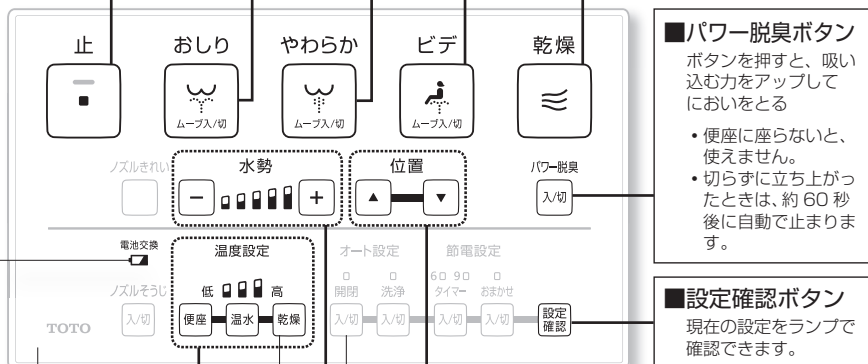 止 おしり やわらか ビデ 乾燥
ムーブ入/切 ムーブ入/切 ムーブ入/切
ノズルきれい 水勢 位置 パワー脱臭
− + ▲ ▼ 入/切
電池交換 温度設定 オート設定 節電設定
6 9
ノズルそうじ 低 高 開閉 洗浄 タイマー おまかせ
入/切 便座 温水 乾燥 入/切 入/切 入/切 入/切 設定
確認
TOTO
■パワー脱臭ボタン
ボタンを押すと、吸い
込む力をアップして
においをとる
•便座に座らないと、
使えません。
•切らずに立ち上がっ
たときは、約 60 秒
後に自動で止まりま
す。
■設定確認ボタン
現在の設定をランプで
確認できます。